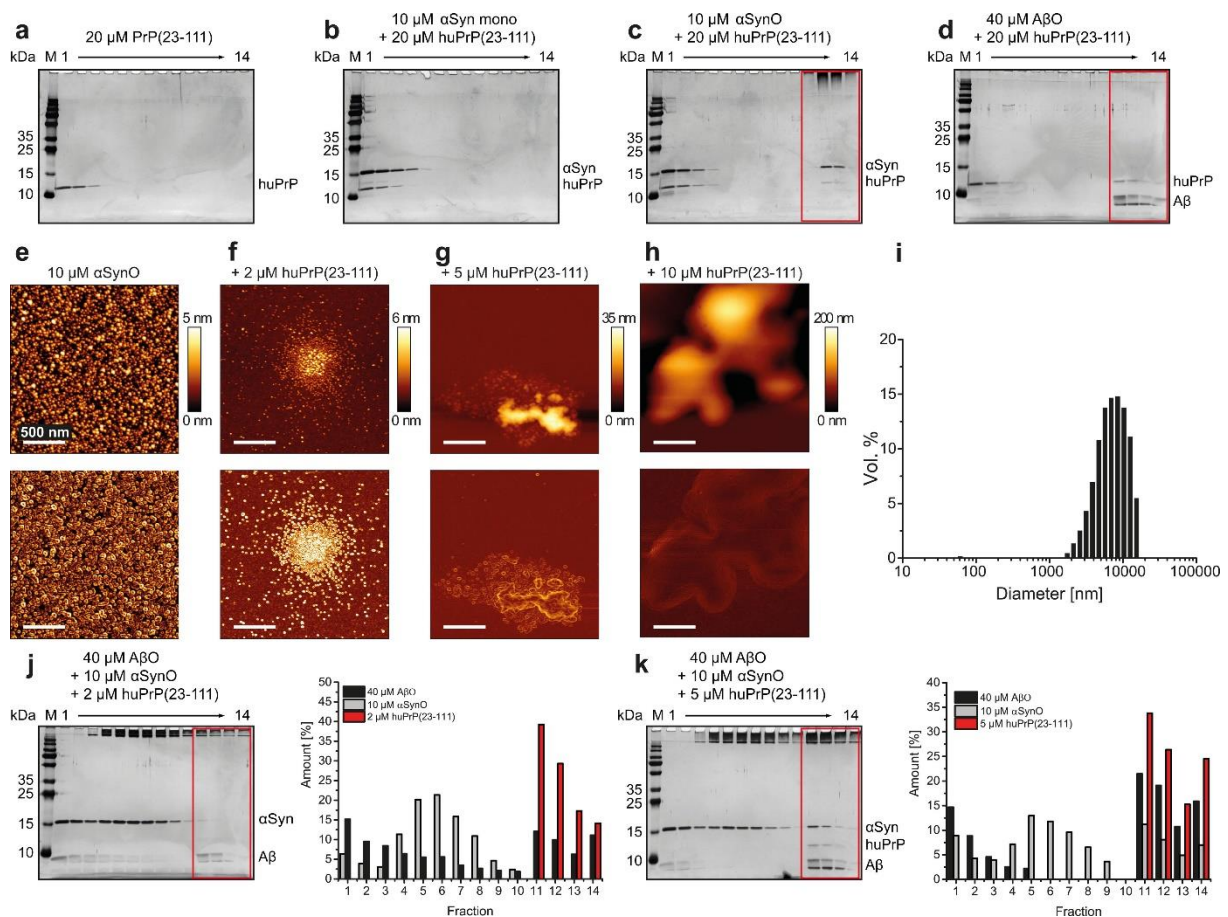 a
20 µM PrP(23-111)
kDa M 1 14
35
25
15
10
huPrP
b
10 µM αSyn mono
+ 20 µM huPrP(23-111)
kDa M 1 14
35
25
15
10
αSyn
huPrP
c
10 µM αSynO
+ 20 µM huPrP(23-111)
kDa M 1 14
35
25
15
10
αSyn
huPrP
d
40 µM AβO
+ 20 µM huPrP(23-111)
kDa M 1 14
35
25
15
10
huPrP
Aβ
e
10 µM αSynO
500 nm
5 nm
0 nm
f
+ 2 µM huPrP(23-111)
6 nm
0 nm
g
+ 5 µM huPrP(23-111)
35 nm
0 nm
h
+ 10 µM huPrP(23-111)
200 nm
0 nm
i
Vol. %
20
15
10
5
0
10 100 1000 10000 100000
Diameter [nm]
j
40 µM AβO
+ 10 µM αSynO
+ 2 µM huPrP(23-111)
kDa M 1 14
35
25
15
10
αSyn
Aβ
Amount [%]
50
45
40
35
30
25
20
15
10
5
0
40 µM AβO
10 µM αSynO
2 µM huPrP(23-111)
1 2 3 4 5 6 7 8 9 10 11 12 13 14
Fraction
k
40 µM AβO
+ 10 µM αSynO
+ 5 µM huPrP(23-111)
kDa M 1 14
35
25
15
10
αSyn
huPrP
Aβ
Amount [%]
45
40
35
30
25
20
15
10
5
0
40 µM AβO
10 µM αSynO
5 µM huPrP(23-111)
1 2 3 4 5 6 7 8 9 10 11 12 13 14
Fraction